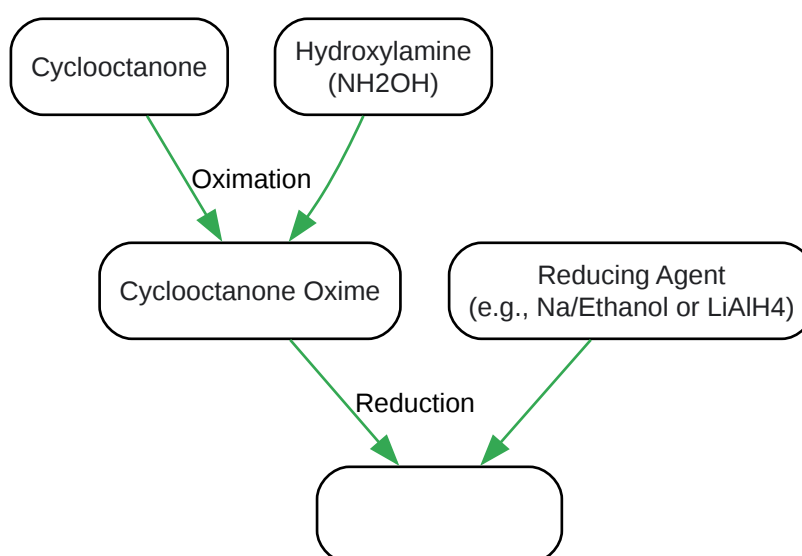 Cyclooctanone
Hydroxylamine
(NH2OH)
Oximation
Cyclooctanone Oxime
Reducing Agent
(e.g., Na/Ethanol or LiAlH4)
Reduction